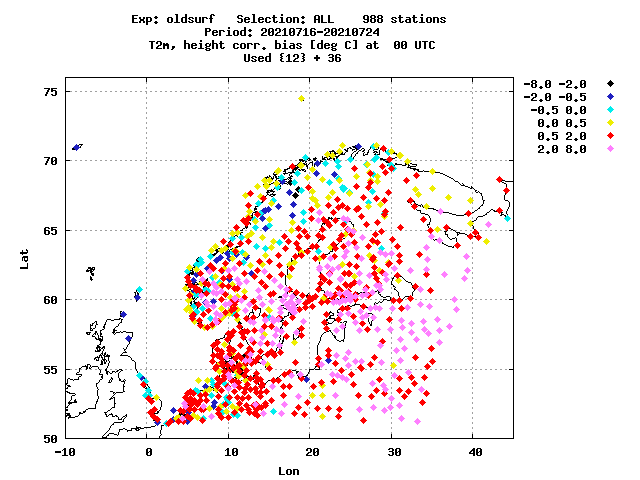 Exp: oldsurf   Selection: ALL    988 stations
Period: 20210716-20210724
T2m, height corr. bias [deg C] at  00 UTC
Used {12} + 36
-8.0 -2.0
-2.0 -0.5
-0.5 0.0
0.0 0.5
0.5 2.0
2.0 8.0
75
70
65
60
55
50
Lat
-10 0 10 20 30 40
Lon